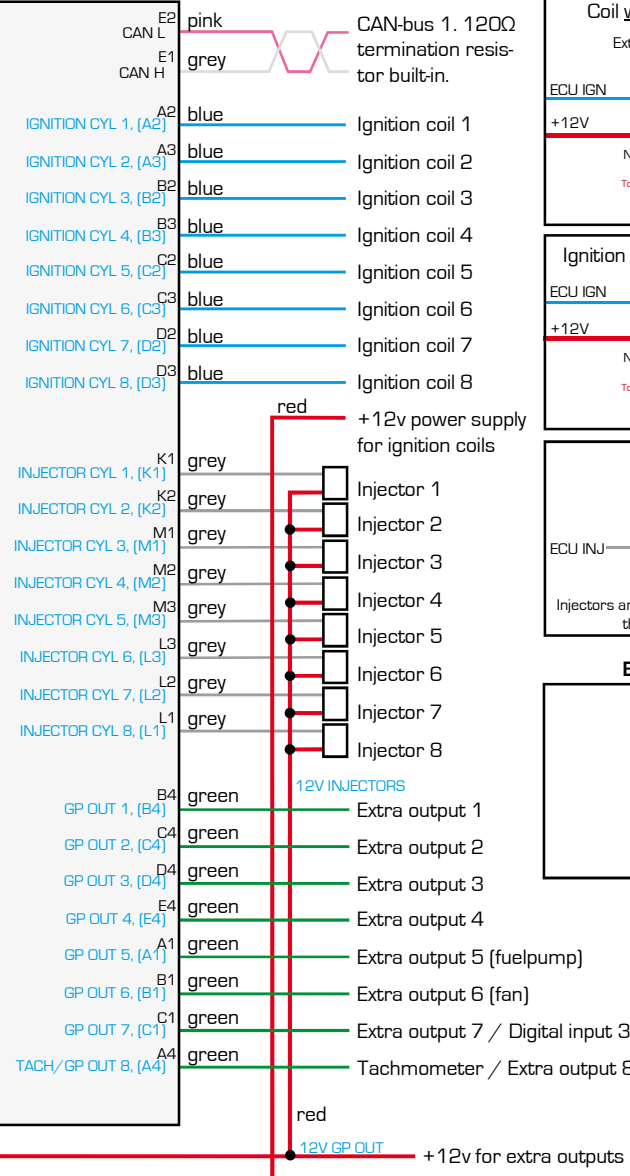 E2 pink
CAN L
CAN-bus 1. 120Ω
termination resis-
tor built-in.
E1 grey
CAN H
IGNITION CYL 1, (A2) A2 blue Ignition coil 1
IGNITION CYL 2, (A3) A3 blue Ignition coil 2
IGNITION CYL 3, (B2) B2 blue Ignition coil 3
IGNITION CYL 4, (B3) B3 blue Ignition coil 4
IGNITION CYL 5, (C2) C2 blue Ignition coil 5
IGNITION CYL 6, (C3) C3 blue Ignition coil 6
IGNITION CYL 7, (D2) D2 blue Ignition coil 7
IGNITION CYL 8, (D3) D3 blue Ignition coil 8
red
+12v power supply
for ignition coils
INJECTOR CYL 1, (K1) K1 grey Injector 1
INJECTOR CYL 2, (K2) K2 grey Injector 2
INJECTOR CYL 3, (M1) M1 grey Injector 3
INJECTOR CYL 4, (M2) M2 grey Injector 4
INJECTOR CYL 5, (M3) M3 grey Injector 5
INJECTOR CYL 6, (L3) L3 grey Injector 6
INJECTOR CYL 7, (L2) L2 grey Injector 7
INJECTOR CYL 8, (L1) L1 grey Injector 8
12V INJECTORS
GP OUT 1, (B4) B4 green Extra output 1
GP OUT 2, (C4) C4 green Extra output 2
GP OUT 3, (D4) D4 green Extra output 3
GP OUT 4, (E4) E4 green Extra output 4
GP OUT 5, (A1) A1 green Extra output 5 (fuelpump)
GP OUT 6, (B1) B1 green Extra output 6 (fan)
GP OUT 7, (C1) C1 green Extra output 7 / Digital input 3
TACH/GP OUT 8, (A4) A4 green Tachmometer / Extra output 8
red
12V GP OUT
+12v for extra outputs
Coil
Ext
ECU IGN
+12V
Ignition
ECU IGN
+12V
ECU INJ
Injectors